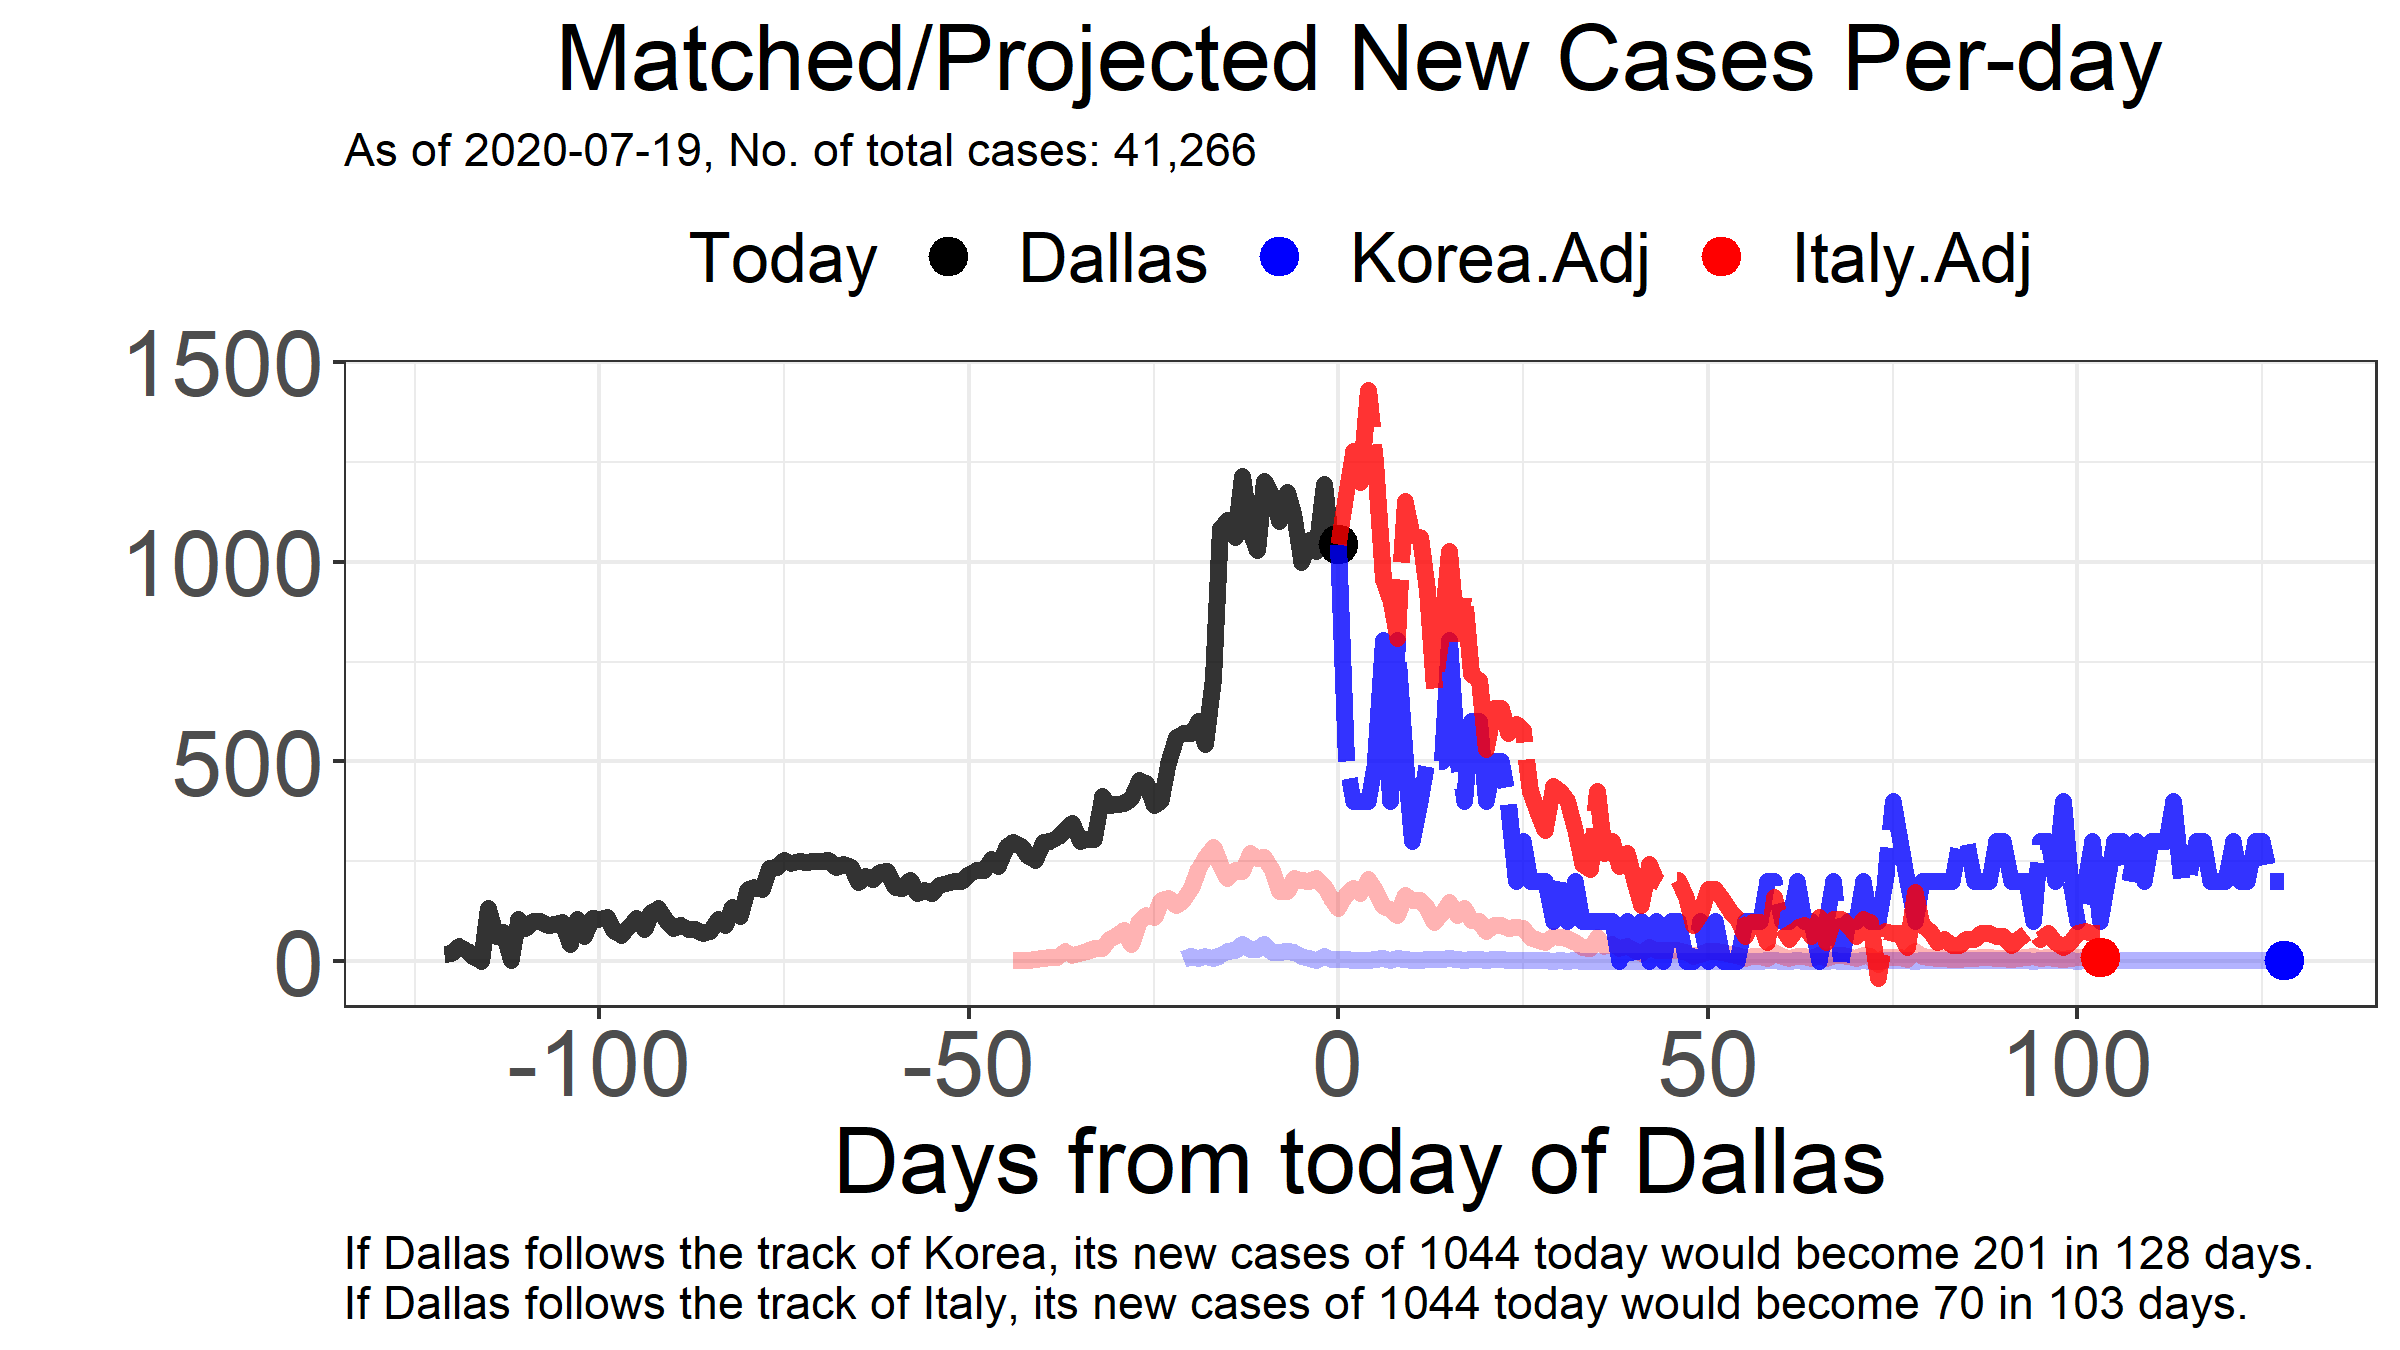 Matched/Projected New Cases Per-day
As of 2020-07-19, No. of total cases: 41,266
Today Dallas Korea.Adj Italy.Adj
1500
1000
500
0
-100 -50 0 50 100
Days from today of Dallas
If Dallas follows the track of Korea, its new cases of 1044 today would become 201 in 128 days.
If Dallas follows the track of Italy, its new cases of 1044 today would become 70 in 103 days.